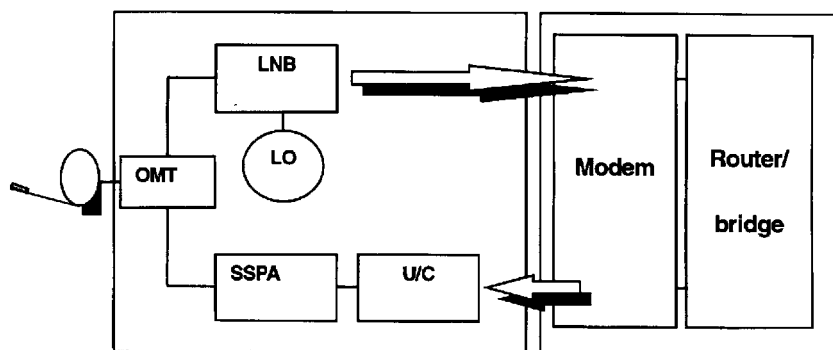 LNB
LO
OMT
SSPA
U/C
Modem
Router/
bridge